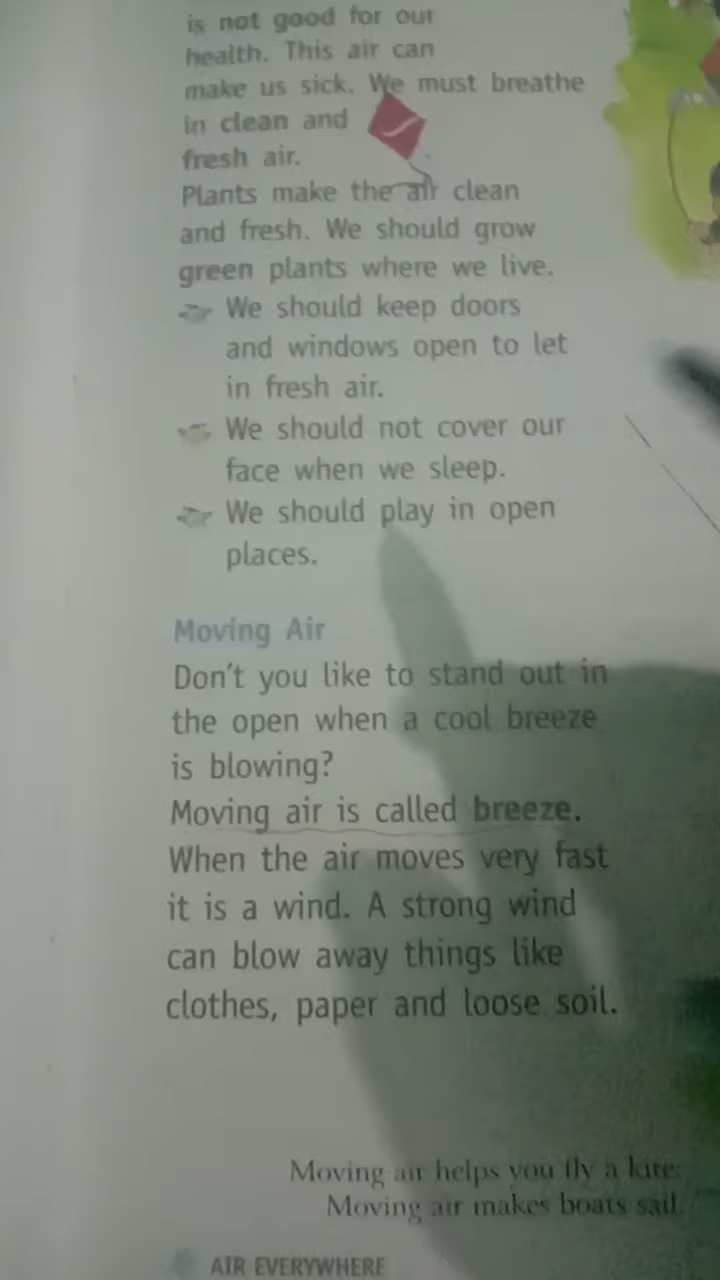 is not good for our
health. This air can
make us sick. We must breathe
in clean and
fresh air.
Plants make the air clean
and fresh. We should grow
green plants where we live.
We should keep doors
and windows open to let
in fresh air.
We should not cover our
face when we sleep.
We should play in open
places.
Moving Air
Don't you like to stand out in
the open when a cool breeze
is blowing?
Moving air is called breeze.
When the air moves very fast
it is a wind. A strong wind
can blow away things like
clothes, paper and loose soil.
Moving air helps you fly a kite.
Moving air makes boats sail.
AIR EVERYWHERE